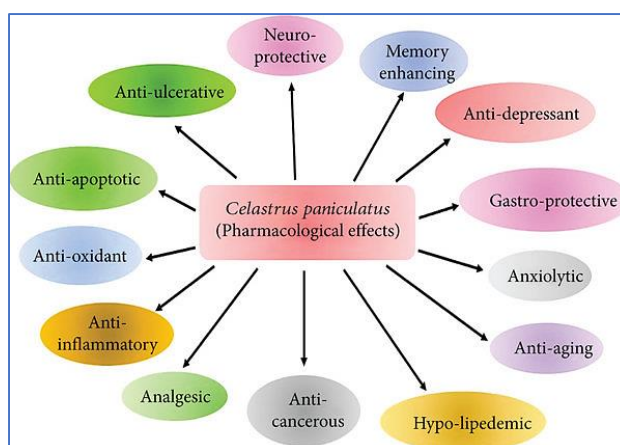 Neuro-
protective
Memory
enhancing
Anti-ulcerative
Anti-depressant
Anti-apoptotic
Celastrus paniculatus
(Pharmacological effects)
Gastro-protective
Anti-oxidant
Anxiolytic
Anti-
inflammatory
Anti-aging
Analgesic
Anti-
cancerous
Hypo-lipedemic